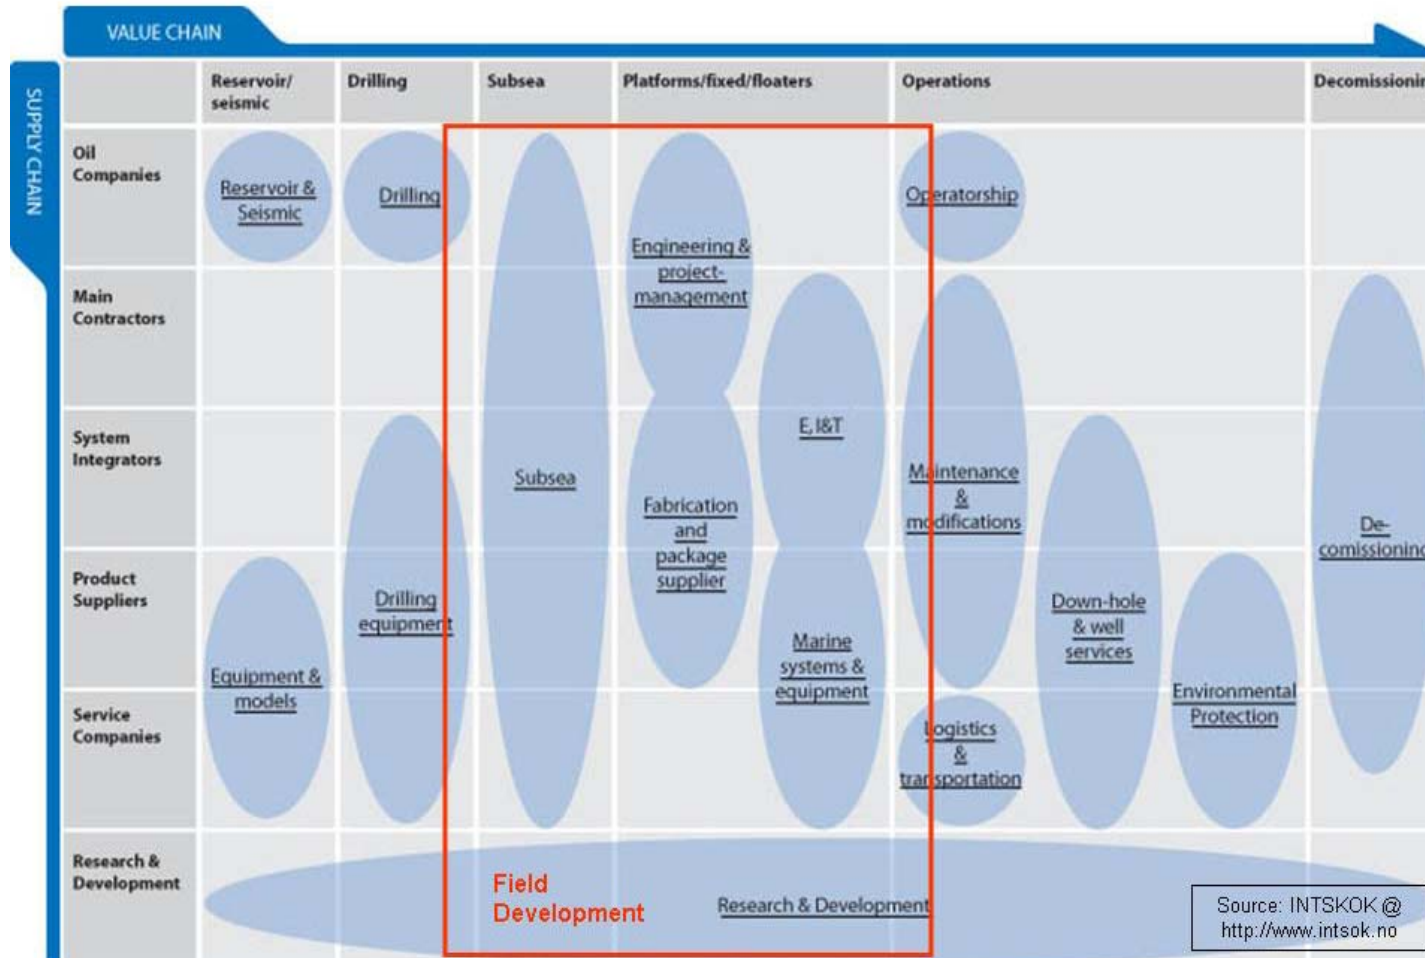 VALUE CHAIN
SUPPLY CHAIN
Reservoir/
seismic
Drilling
Subsea
Platforms/fixed/floaters
Operations
Decomissionin
Oil
Companies
Reservoir &
Seismic
Drilling
Engineering &
project-
management
Operatorship
Main
Contractors
System
Integrators
Subsea
E, I&T
Fabrication
and
package
supplier
Maintenance
&
modifications
De-
comissioning
Product
Suppliers
Drilling
equipment
Equipment &
models
Marine
systems &
equipment
Down-hole
& well
services
Environmental
Protection
Service
Companies
Logistics
&
transportation
Research &
Development
Field
Development
Research & Development
Source: INTSKOK @
http://www.intsok.no